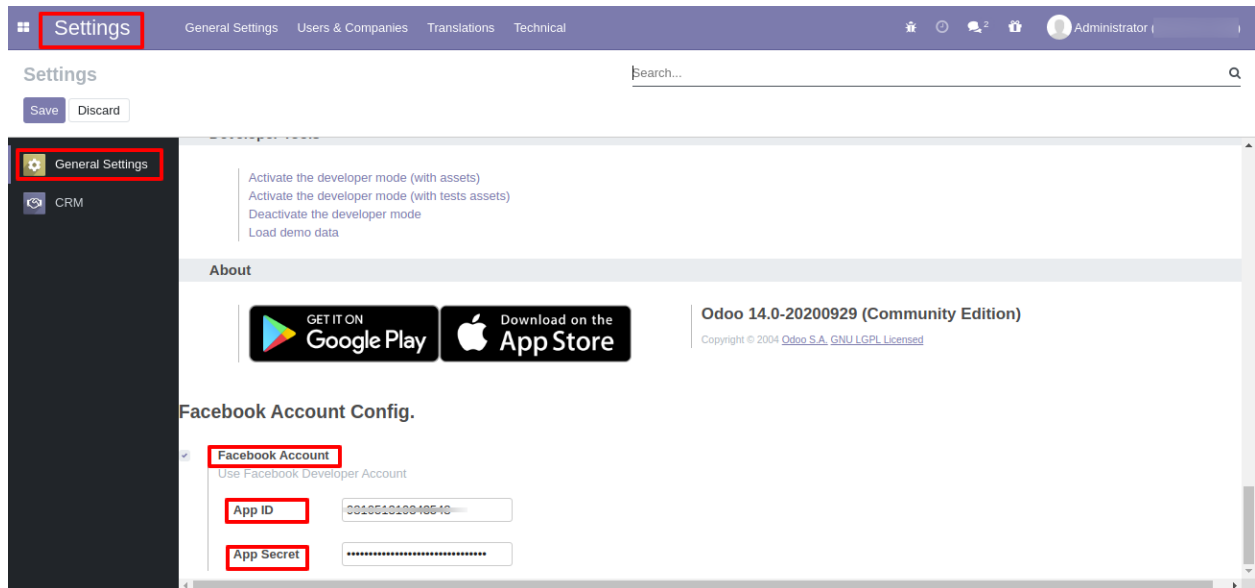 Settings
General Settings Users & Companies Translations Technical
2
Administrator (
Settings
Search...
Save Discard
Developer Tools
General Settings
CRM
Activate the developer mode (with assets)
Activate the developer mode (with tests assets)
Deactivate the developer mode
Load demo data
About
GET IT ON
Google Play
Download on the
App Store
Odoo 14.0-20200929 (Community Edition)
Copyright © 2004 Odoo S.A. GNU LGPL Licensed
Facebook Account Config.
Facebook Account
Use Facebook Developer Account
App ID
App Secret